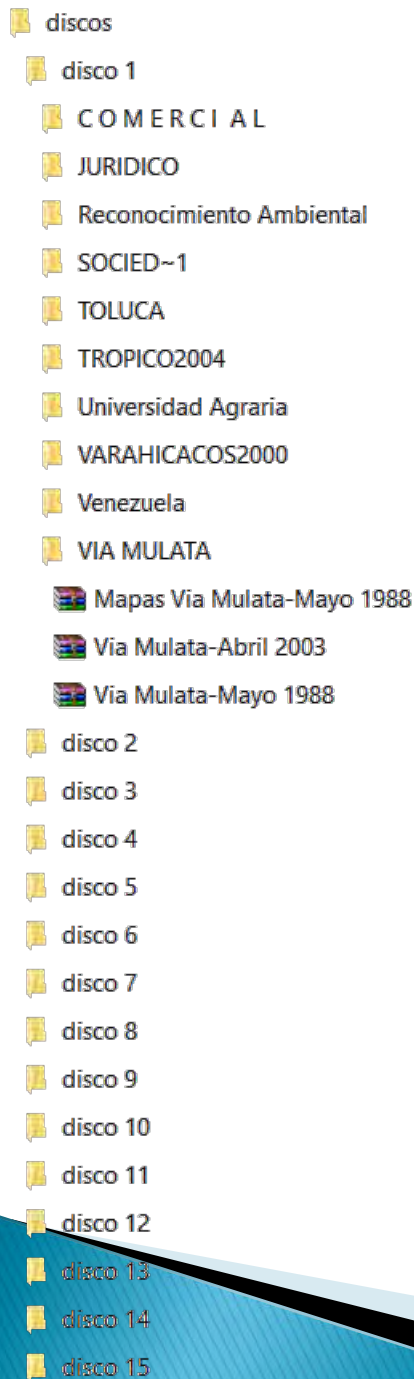 discos
disco 1
C O M E R C I  A L
JURIDICO
Reconocimiento Ambiental
SOCIED~1
TOLUCA
TROPICO2004
Universidad Agraria
VARAHICACOS2000
Venezuela
VIA MULATA
Mapas Via Mulata-Mayo 1988
Via Mulata-Abril 2003
Via Mulata-Mayo 1988
disco 2
disco 3
disco 4
disco 5
disco 6
disco 7
disco 8
disco 9
disco 10
disco 11
disco 12
disco 13
disco 14
disco 15